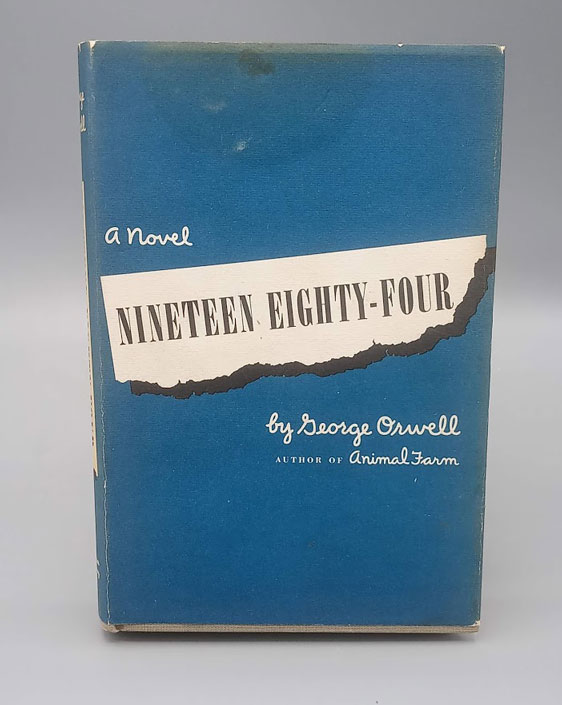 a Novel
NINETEEN EIGHTY-FOUR
by George Orwell
AUTHOR OF Animal Farm